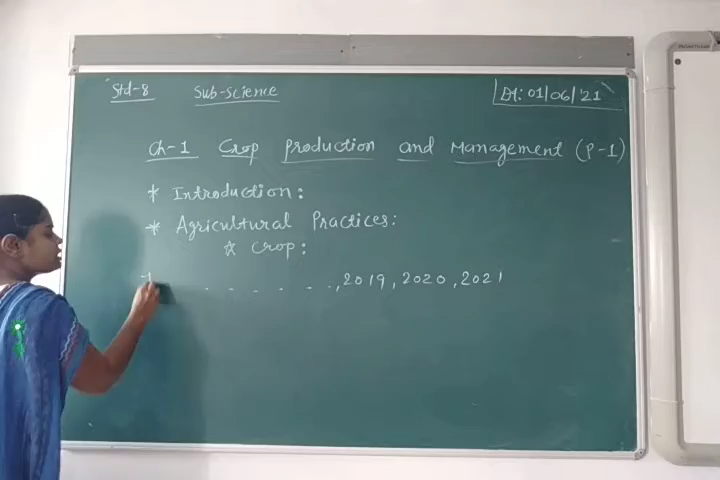 Std-8 Sub-Science Dt: 01/06/'21
Ch-1 Crop production and Management (P-1)
* Introduction:
* Agricultural Practices:
☆ Crop:
. - - - - - . . , 2019, 2020, 2021